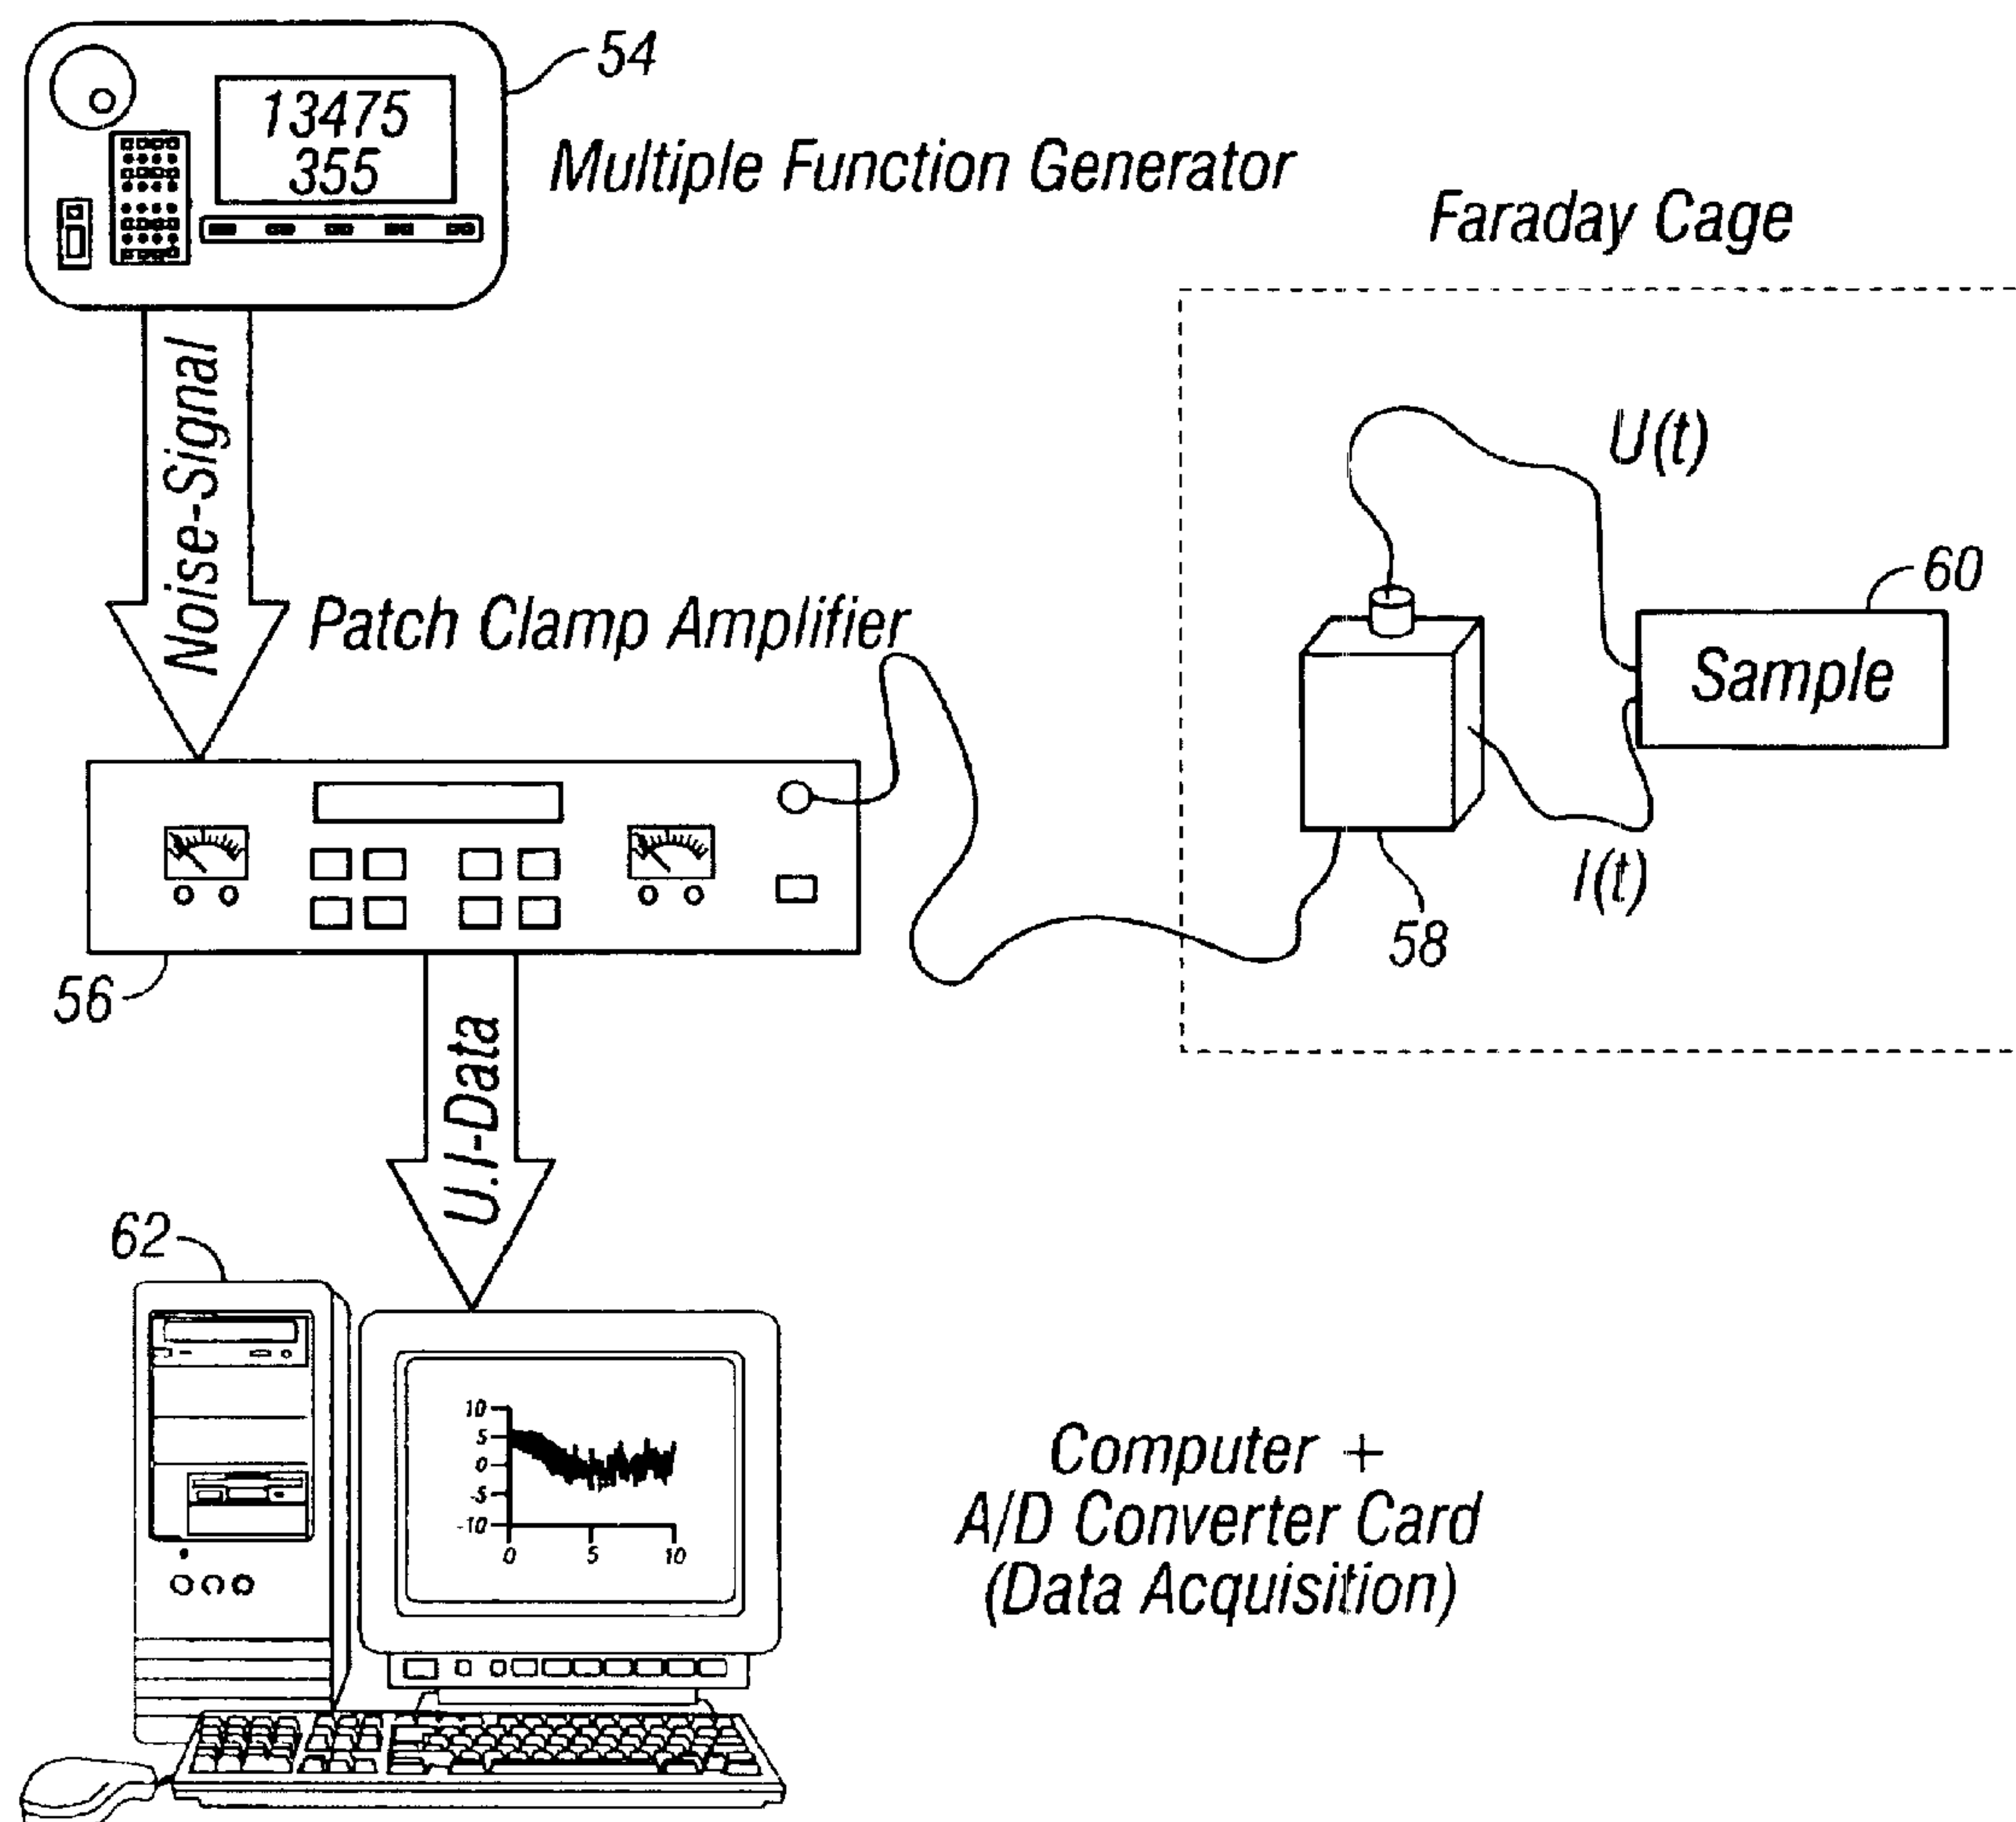 54
13475
355
Multiple Function Generator
Faraday Cage
Noise-Signal
U(t)
60
Patch Clamp Amplifier
Sample
I(t)
58
56
U.I-Data
62
10
5
0
-5
-10
0
5
10
Computer +
A/D Converter Card
(Data Acquisition)